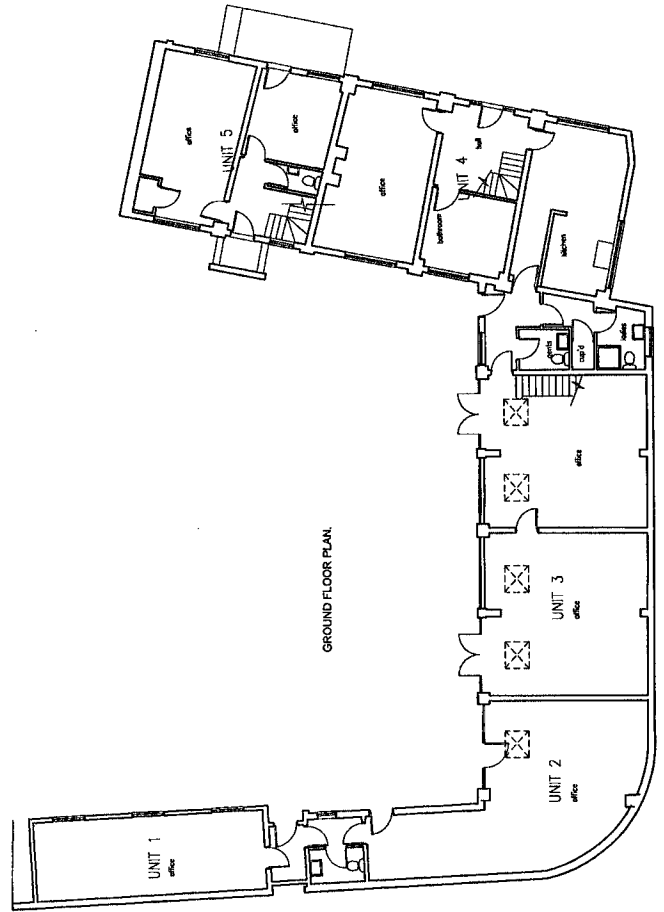 office
UNIT 5
office
office
hall
UNIT 4
bathroom
kitchen
gents
cup'd
ladies
office
GROUND FLOOR PLAN.
UNIT 3
office
UNIT 2
office
UNIT 1
office